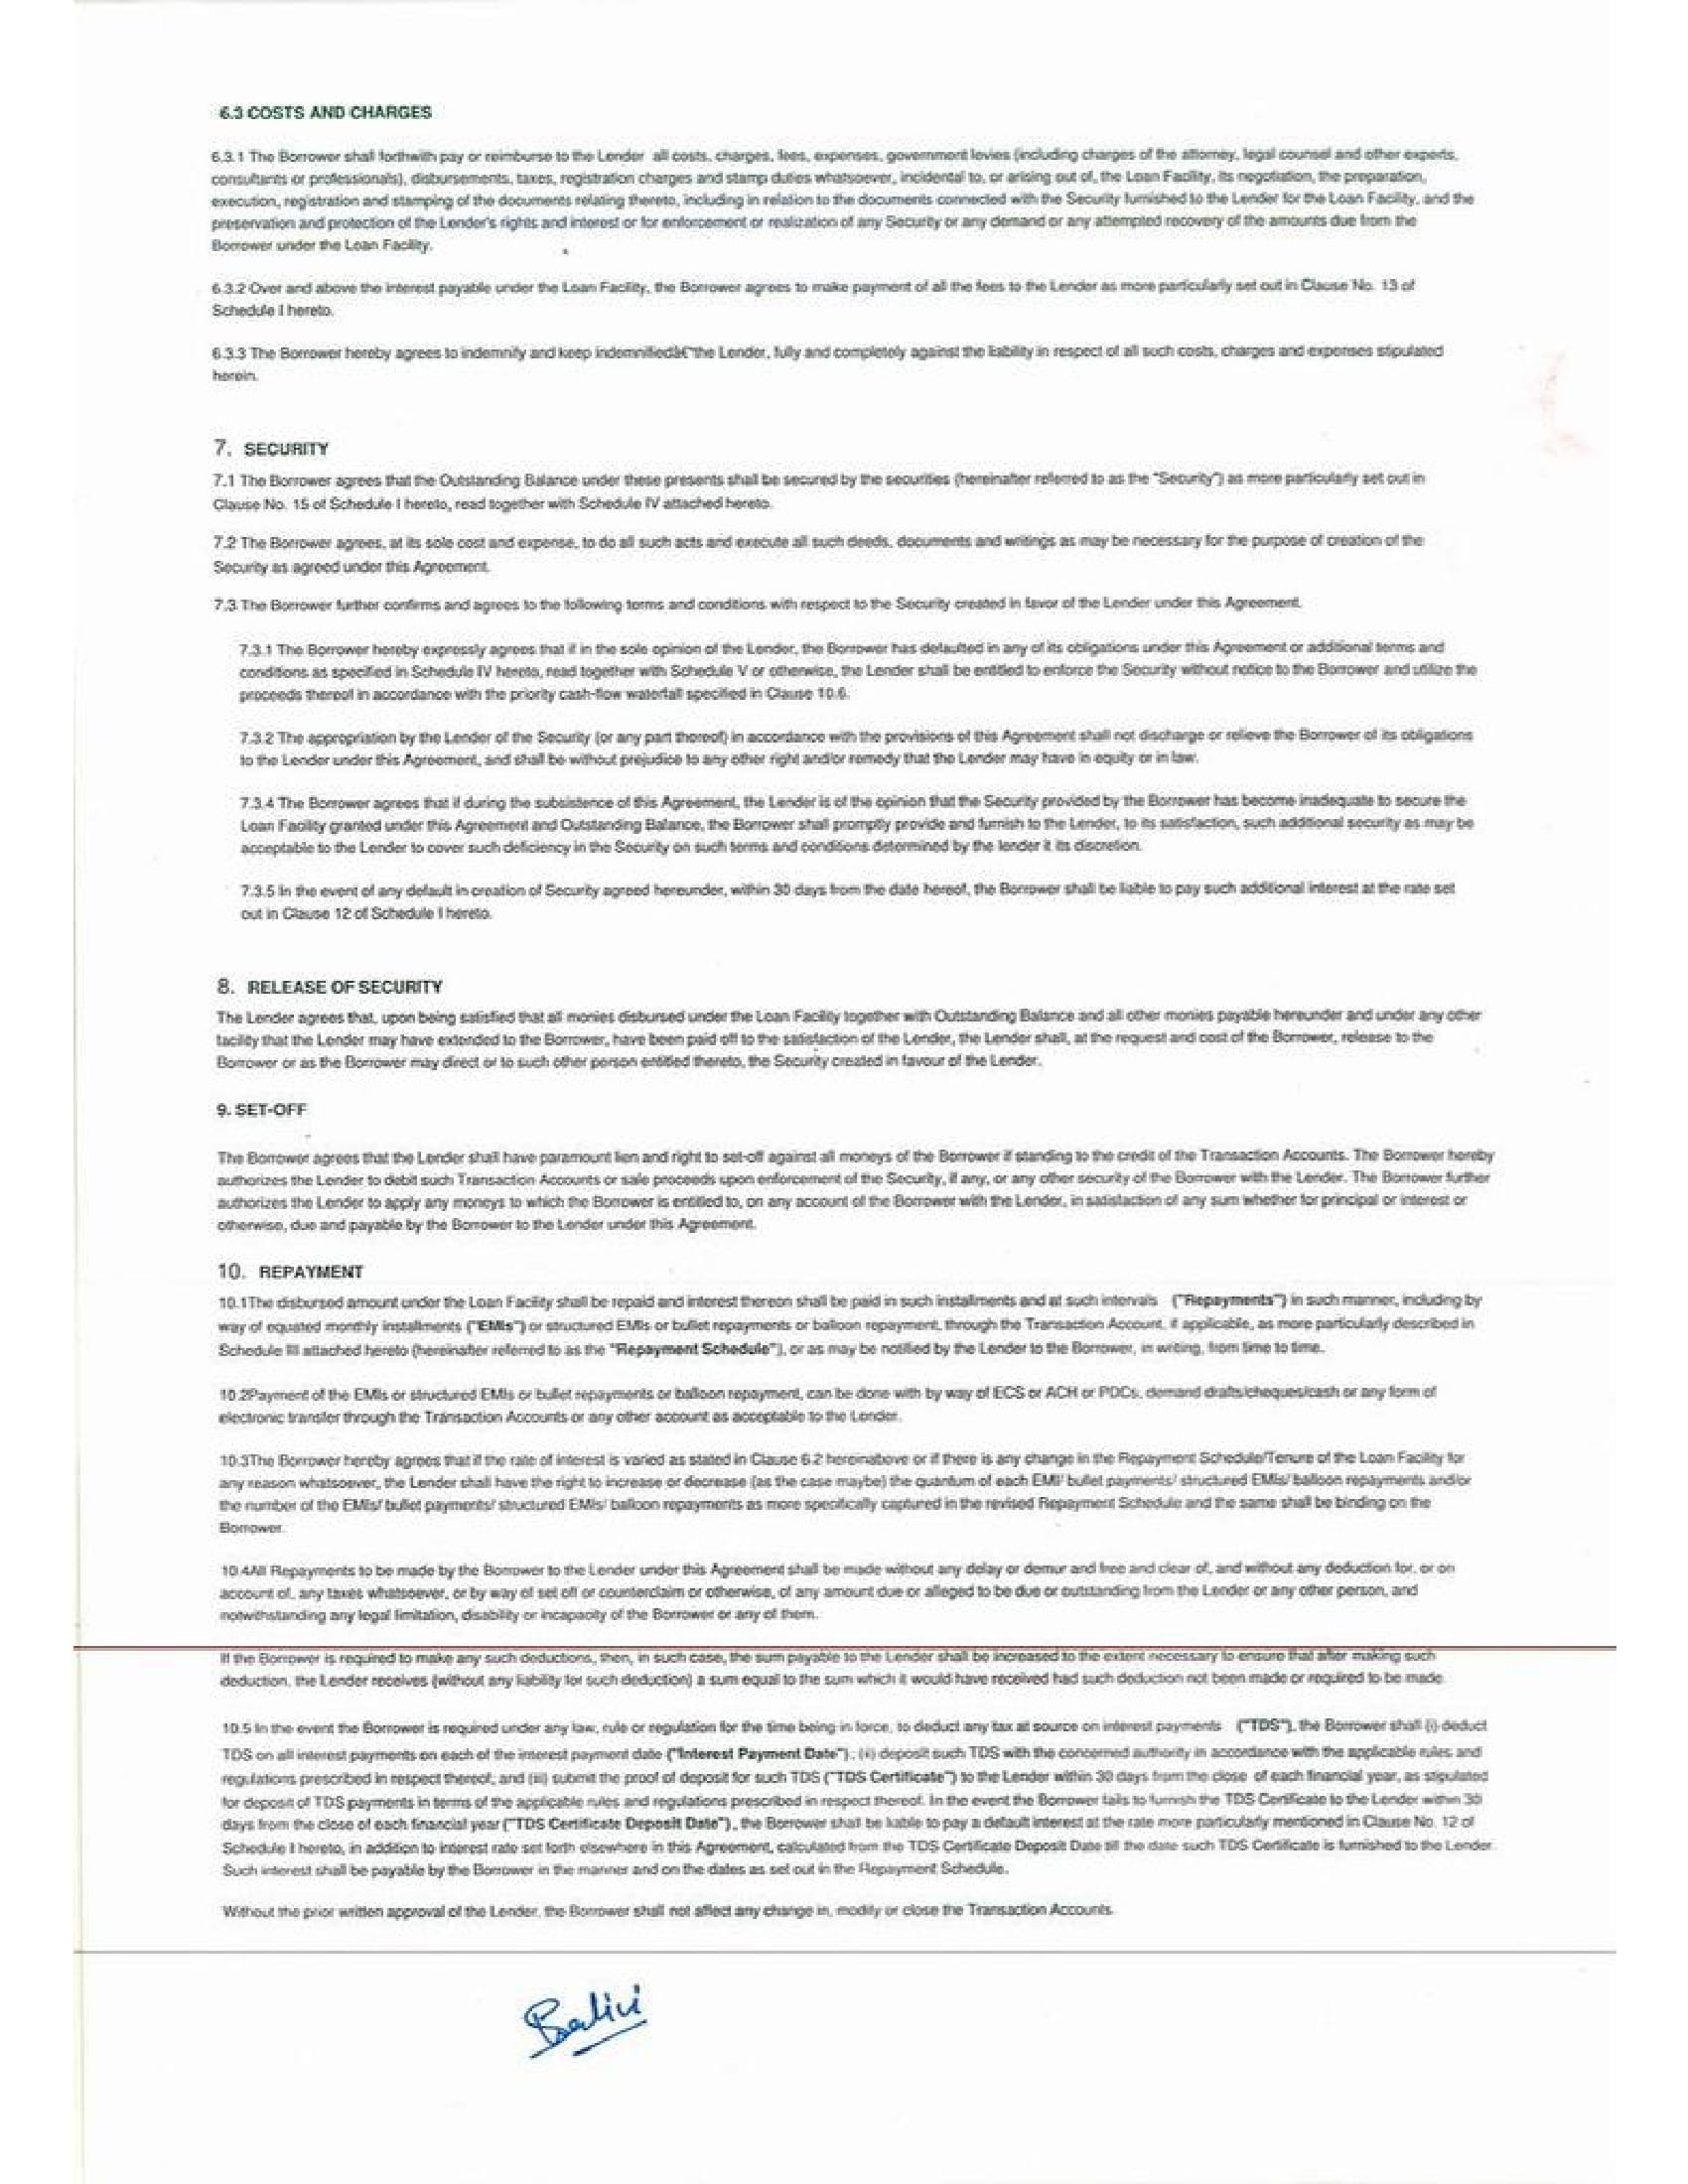 6.3 COSTS AND CHARGES
6.3.1 The Borrower shall forthwith pay or reimburse to the Lender all costs, charges, fees, expenses, government levies (including charges of the attorney, legal counsel and other experts,
consultants or professionals), disbursements, taxes, registration charges and stamp duties whatsoever, incidental to, or arising out of, the Loan Facility, its negotiation, the preparation,
execution, registration and stamping of the documents relating thereto, including in relation to the documents connected with the Security furnished to the Lender for the Loan Facility, and the
preservation and protection of the Lender's rights and interest or for enforcement or realization of any Security or any demand or any attempted recovery of the amounts due from the
Borrower under the Loan Facility.
6.3.2 Over and above the interest payable under the Loan Facility, the Borrower agrees to make payment of all the fees to the Lender as more particularly set out in Clause No. 13 of
Schedule I hereto.
6.3.3 The Borrower hereby agrees to indemnify and keep indemnifiedâ€"the Lender, fully and completely against the liability in respect of all such costs, charges and expenses stipulated
herein.
7. SECURITY
7.1 The Borrower agrees that the Outstanding Balance under these presents shall be secured by the securities (hereinafter referred to as the "Security") as more particularly set out in
Clause No. 15 of Schedule I hereto, read together with Schedule IV attached hereto.
7.2 The Borrower agrees, at its sole cost and expense, to do all such acts and execute all such deeds, documents and writings as may be necessary for the purpose of creation of the
Security as agreed under this Agreement.
7.3 The Borrower further confirms and agrees to the following terms and conditions with respect to the Security created in favor of the Lender under this Agreement.
7.3.1 The Borrower hereby expressly agrees that if in the sole opinion of the Lender, the Borrower has defaulted in any of its obligations under this Agreement or additional terms and
conditions as specified in Schedule IV hereto, read together with Schedule V or otherwise, the Lender shall be entitled to enforce the Security without notice to the Borrower and utilize the
proceeds thereof in accordance with the priority cash-flow waterfall specified in Clause 10.6.
7.3.2 The appropriation by the Lender of the Security (or any part thereof) in accordance with the provisions of this Agreement shall not discharge or relieve the Borrower of its obligations
to the Lender under this Agreement, and shall be without prejudice to any other right and/or remedy that the Lender may have in equity or in law.
7.3.4 The Borrower agrees that if during the subsistence of this Agreement, the Lender is of the opinion that the Security provided by the Borrower has become inadequate to secure the
Loan Facility granted under this Agreement and Outstanding Balance, the Borrower shall promptly provide and furnish to the Lender, to its satisfaction, such additional security as may be
acceptable to the Lender to cover such deficiency in the Security on such terms and conditions determined by the lender it its discretion.
7.3.5 In the event of any default in creation of Security agreed hereunder, within 30 days from the date hereof, the Borrower shall be liable to pay such additional interest at the rate set
out in Clause 12 of Schedule I hereto.
8. RELEASE OF SECURITY
The Lender agrees that, upon being satisfied that all monies disbursed under the Loan Facility together with Outstanding Balance and all other monies payable hereunder and under any other
facility that the Lender may have extended to the Borrower, have been paid off to the satisfaction of the Lender, the Lender shall, at the request and cost of the Borrower, release to the
Borrower or as the Borrower may direct or to such other person entitled thereto, the Security created in favour of the Lender.
9. SET-OFF
The Borrower agrees that the Lender shall have paramount lien and right to set-off against all moneys of the Borrower if standing to the credit of the Transaction Accounts. The Borrower hereby
authorizes the Lender to debit such Transaction Accounts or sale proceeds upon enforcement of the Security, if any, or any other security of the Borrower with the Lender. The Borrower further
authorizes the Lender to apply any moneys to which the Borrower is entitled to, on any account of the Borrower with the Lender, in satisfaction of any sum whether for principal or interest or
otherwise, due and payable by the Borrower to the Lender under this Agreement.
10. REPAYMENT
10.1The disbursed amount under the Loan Facility shall be repaid and interest thereon shall be paid in such installments and at such intervals ("Repayments") in such manner, including by
way of equated monthly installments ("EMIs") or structured EMIs or bullet repayments or balloon repayment, through the Transaction Account, if applicable, as more particularly described in
Schedule III attached hereto (hereinafter referred to as the "Repayment Schedule"), or as may be notified by the Lender to the Borrower, in writing, from time to time.
10.2Payment of the EMIs or structured EMIs or bullet repayments or balloon repayment, can be done with by way of ECS or ACH or PDCs, demand drafts/cheques/cash or any form of
electronic transfer through the Transaction Accounts or any other account as acceptable to the Lender.
10.3The Borrower hereby agrees that if the rate of interest is varied as stated in Clause 6.2 hereinabove or if there is any change in the Repayment Schedule/Tenure of the Loan Facility for
any reason whatsoever, the Lender shall have the right to increase or decrease (as the case maybe) the quantum of each EMI/ bullet payments/ structured EMIs/ balloon repayments and/or
the number of the EMIs/ bullet payments/ structured EMIs/ balloon repayments as more specifically captured in the revised Repayment Schedule and the same shall be binding on the
Borrower.
10.4All Repayments to be made by the Borrower to the Lender under this Agreement shall be made without any delay or demur and free and clear of, and without any deduction for, or on
account of, any taxes whatsoever, or by way of set off or counterclaim or otherwise, of any amount due or alleged to be due or outstanding from the Lender or any other person, and
notwithstanding any legal limitation, disability or incapacity of the Borrower or any of them.
If the Borrower is required to make any such deductions, then, in such case, the sum payable to the Lender shall be increased to the extent necessary to ensure that after making such
deduction, the Lender receives (without any liability for such deduction) a sum equal to the sum which it would have received had such deduction not been made or required to be made.
10.5 In the event the Borrower is required under any law, rule or regulation for the time being in force, to deduct any tax at source on interest payments ("TDS"), the Borrower shall (i) deduct
TDS on all interest payments on each of the interest payment date ("Interest Payment Date"); (ii) deposit such TDS with the concerned authority in accordance with the applicable rules and
regulations prescribed in respect thereof; and (iii) submit the proof of deposit for such TDS ("TDS Certificate") to the Lender within 30 days from the close of each financial year, as stipulated
for deposit of TDS payments in terms of the applicable rules and regulations prescribed in respect thereof. In the event the Borrower fails to furnish the TDS Certificate to the Lender within 30
days from the close of each financial year ("TDS Certificate Deposit Date"), the Borrower shall be liable to pay a default interest at the rate more particularly mentioned in Clause No. 12 of
Schedule I hereto, in addition to interest rate set forth elsewhere in this Agreement, calculated from the TDS Certificate Deposit Date till the date such TDS Certificate is furnished to the Lender.
Such interest shall be payable by the Borrower in the manner and on the dates as set out in the Repayment Schedule.
Without the prior written approval of the Lender, the Borrower shall not affect any change in, modify or close the Transaction Accounts.